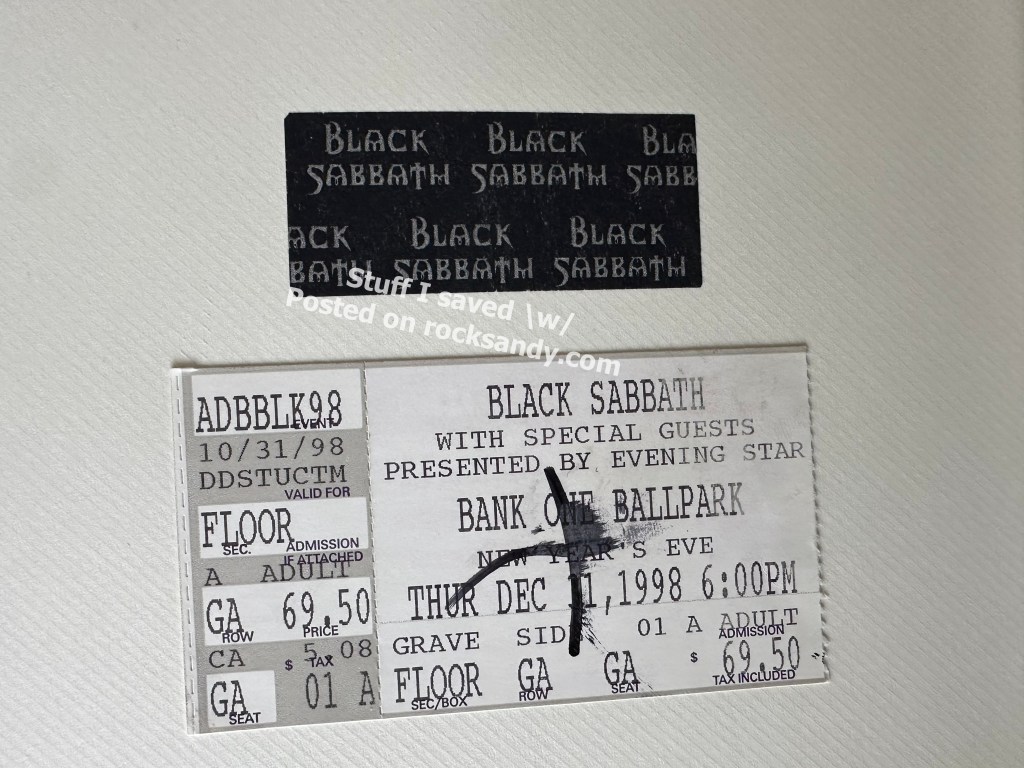 BLACK BLACK BLA
SABBATH SABBATH SABB
ACK BLACK BLACK
BATH SABBATH SABBATH
Stuff I saved \w/
Posted on rocksandy.com
ADBBLK98
EVENT
10/31/98
DDSTUCTM
VALID FOR
FLOOR
SEC. ADMISSION
IF ATTACHED
A ADULT
GA 69.50
ROW PRICE
CA $ 5.08
TAX
GA 01 A
SEAT
BLACK SABBATH
WITH SPECIAL GUESTS
PRESENTED BY EVENING STAR
BANK ONE BALLPARK
NEW YEAR'S EVE
THUR DEC 1,1998 6:00PM
GRAVE SID 01 A ADULT
ADMISSION
FLOOR GA GA $ 69.50
SEC/BOX ROW SEAT TAX INCLUDED